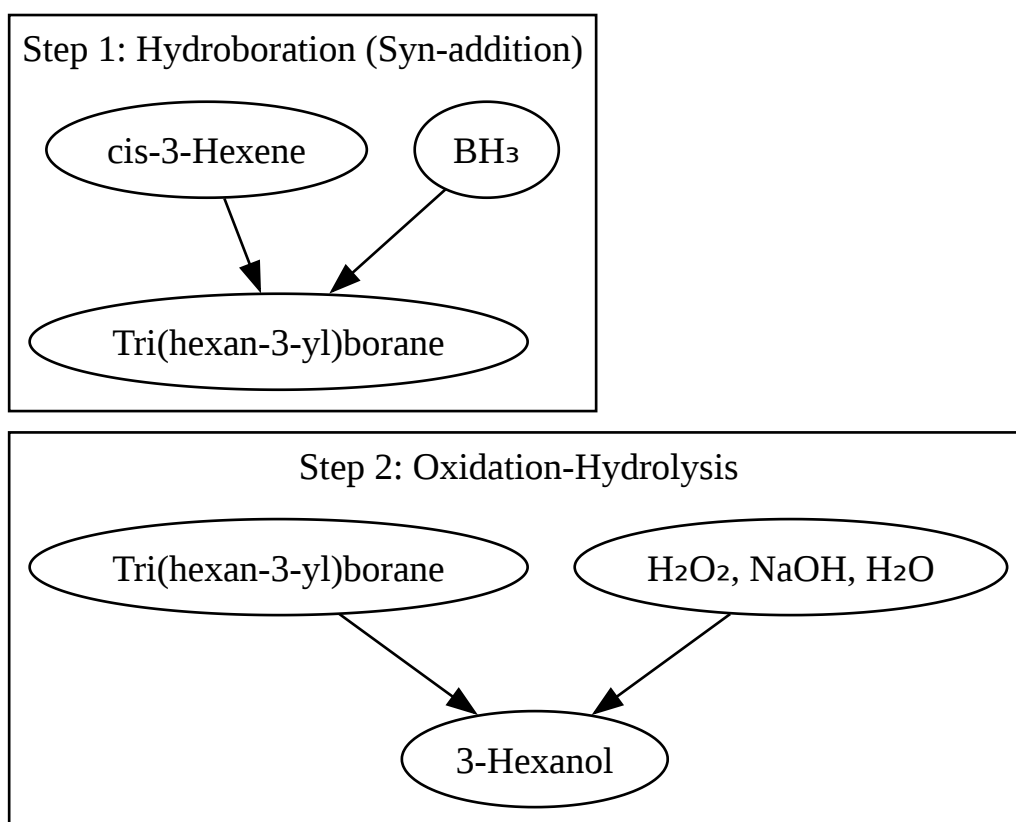 Step 1: Hydroboration (Syn-addition)
cis-3-Hexene
BH₃
Tri(hexan-3-yl)borane
Step 2: Oxidation-Hydrolysis
Tri(hexan-3-yl)borane
H₂O₂, NaOH, H₂O
3-Hexanol